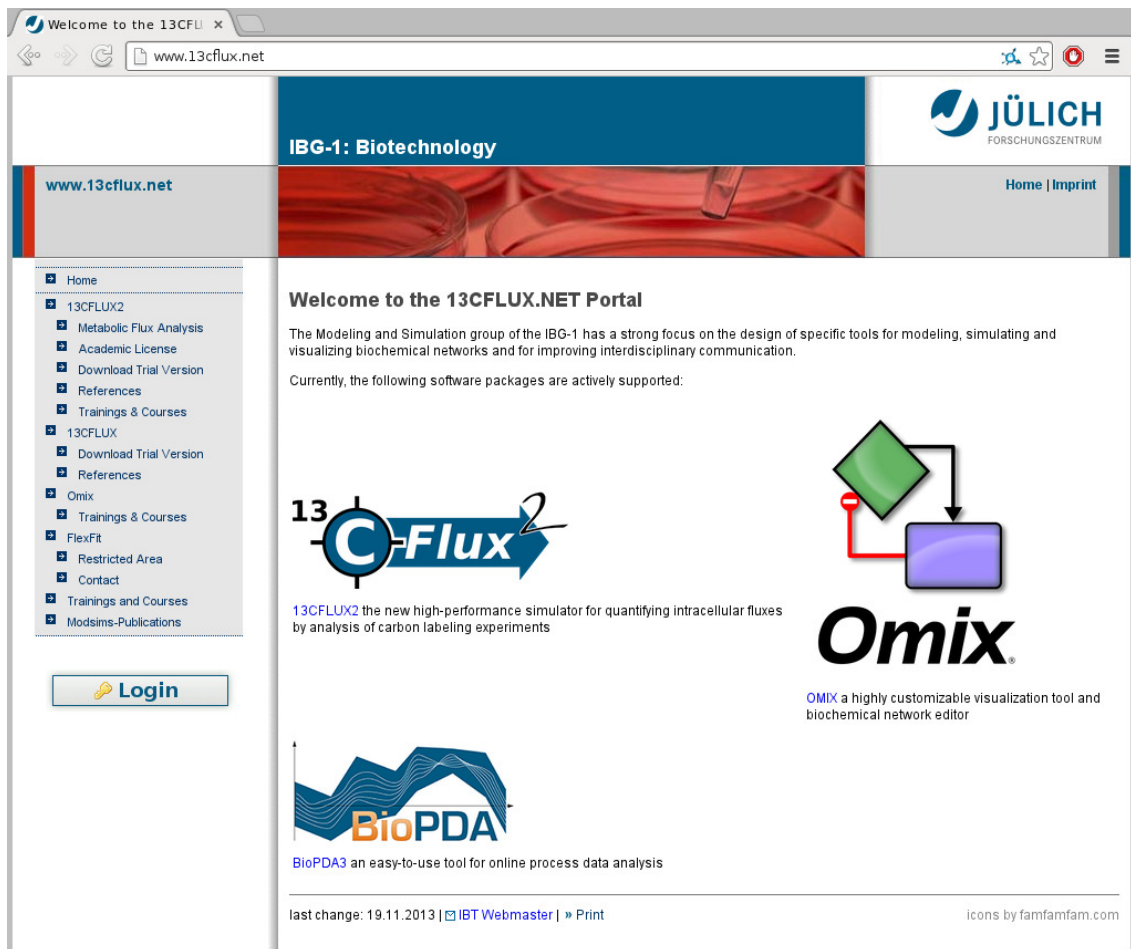 Welcome to the 13CFL
www.13cflux.net
IBG-1: Biotechnology
JÜLICH
FORSCHUNGSZENTRUM
www.13cflux.net
Home | Imprint
Home
13CFLUX2
Metabolic Flux Analysis
Academic License
Download Trial Version
References
Trainings & Courses
13CFLUX
Download Trial Version
References
Omix
Trainings & Courses
FlexFit
Restricted Area
Contact
Trainings and Courses
Modsims-Publications
Login
Welcome to the 13CFLUX.NET Portal
The Modeling and Simulation group of the IBG-1 has a strong focus on the design of specific tools for modeling, simulating and
visualizing biochemical networks and for improving interdisciplinary communication.
Currently, the following software packages are actively supported:
13C-Flux2
13CFLUX2 the new high-performance simulator for quantifying intracellular fluxes
by analysis of carbon labeling experiments
Omix®
OMIX a highly customizable visualization tool and
biochemical network editor
BioPDA
BioPDA3 an easy-to-use tool for online process data analysis
last change: 19.11.2013 | IBT Webmaster | » Print
icons by famfamfam.com